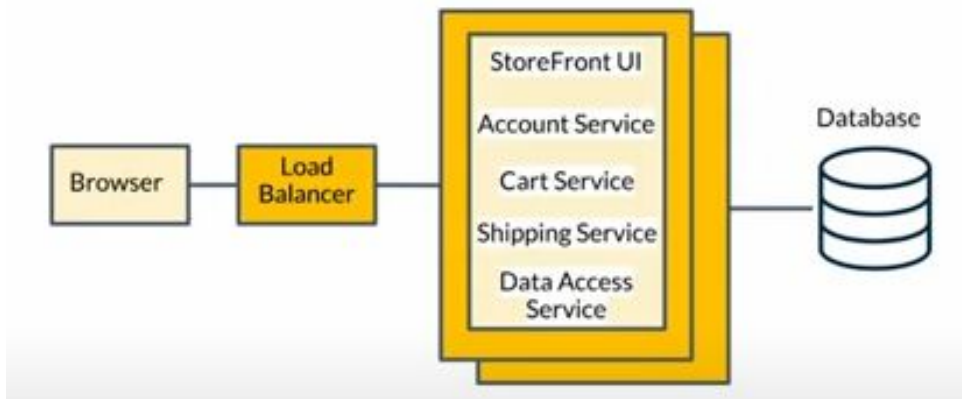 Browser
Load
Balancer
StoreFront UI
Account Service
Cart Service
Shipping Service
Data Access
Service
Database